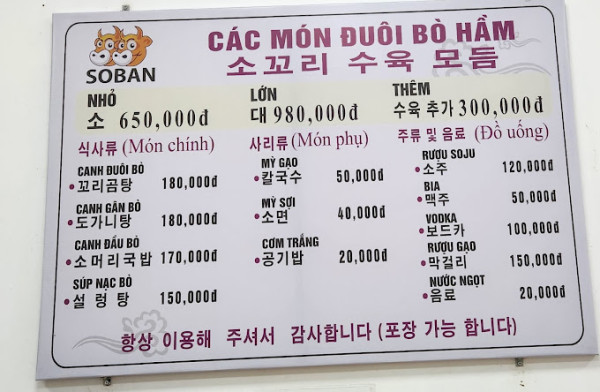 SOBAN
CÁC MÓN ĐUÔI BÒ HẦM
소꼬리 수육 모듬
NHỎ
소 650,000đ
LỚN
대 980,000đ
THÊM
수육 추가 300,000đ
식사류 (Món chính)
CANH ĐUÔI BÒ
•꼬리곰탕 180,000đ
CANH GÂN BÒ
•도가니탕 180,000đ
CANH ĐẦU BÒ
•소머리국밥 170,000đ
SÚP NẠC BÒ
•설렁탕 150,000đ
사리류 (Món phụ)
MỲ GẠO
•칼국수 50,000đ
MỲ SỢI
•소면 40,000đ
CƠM TRẮNG
•공기밥 20,000đ
주류 및 음료 (Đồ uống)
RƯỢU SOJU
•소주 120,000đ
BIA
•맥주 50,000đ
VODKA
•보드카 100,000đ
RƯỢU GẠO
•막걸리 150,000đ
NƯỚC NGỌT
•음료 20,000đ
항상 이용해 주셔서 감사합니다 (포장 가능 합니다)